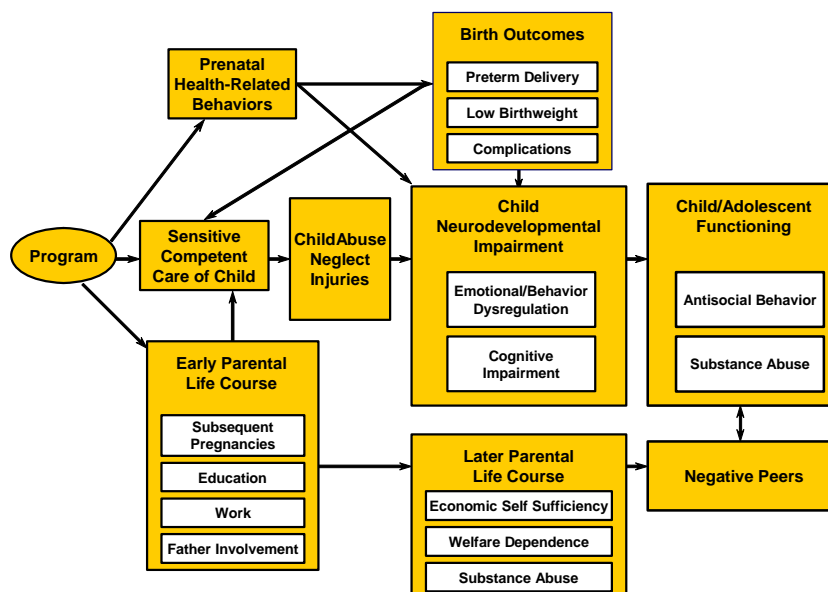 Birth Outcomes
Preterm Delivery
Low Birthweight
Complications
Prenatal
Health-Related
Behaviors
Program
Sensitive
Competent
Care of Child
ChildAbuse
Neglect
Injuries
Child
Neurodevelopmental
Impairment
Emotional/Behavior
Dysregulation
Cognitive
Impairment
Child/Adolescent
Functioning
Antisocial Behavior
Substance Abuse
Early Parental
Life Course
Subsequent
Pregnancies
Education
Work
Father Involvement
Later Parental
Life Course
Economic Self Sufficiency
Welfare Dependence
Substance Abuse
Negative Peers